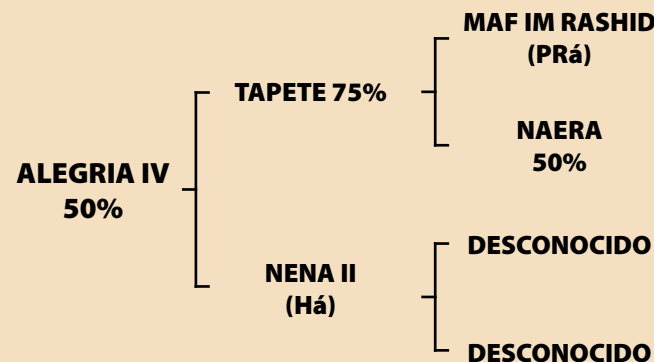 MAF IM RASHID
(PRá)
TAPETE 75%
NAERA
50%
ALEGRIA IV
50%
DESCONOCIDO
NENA II
(Há)
DESCONOCIDO